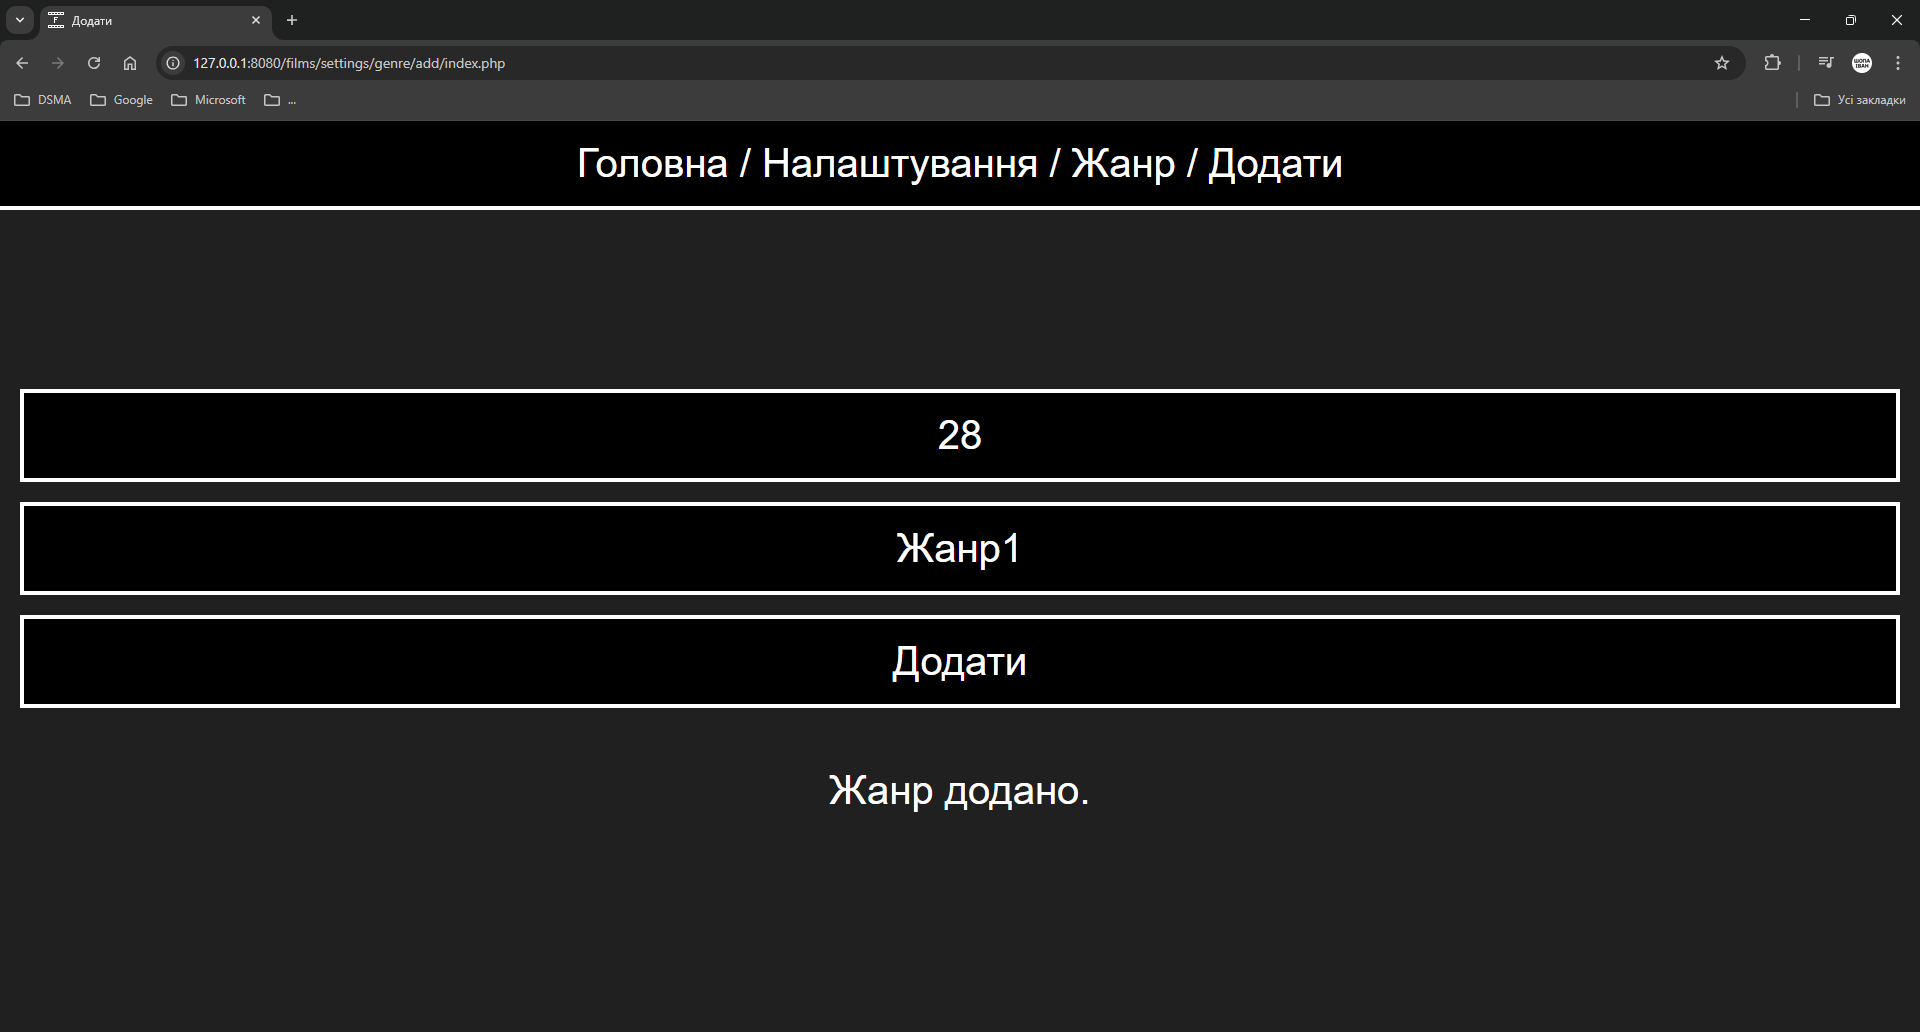 Додати
127.0.0.1:8080/films/settings/genre/add/index.php
DSMA Google Microsoft ... Усі закладки
Головна / Налаштування / Жанр / Додати
28
Жанр1
Додати
Жанр додано.